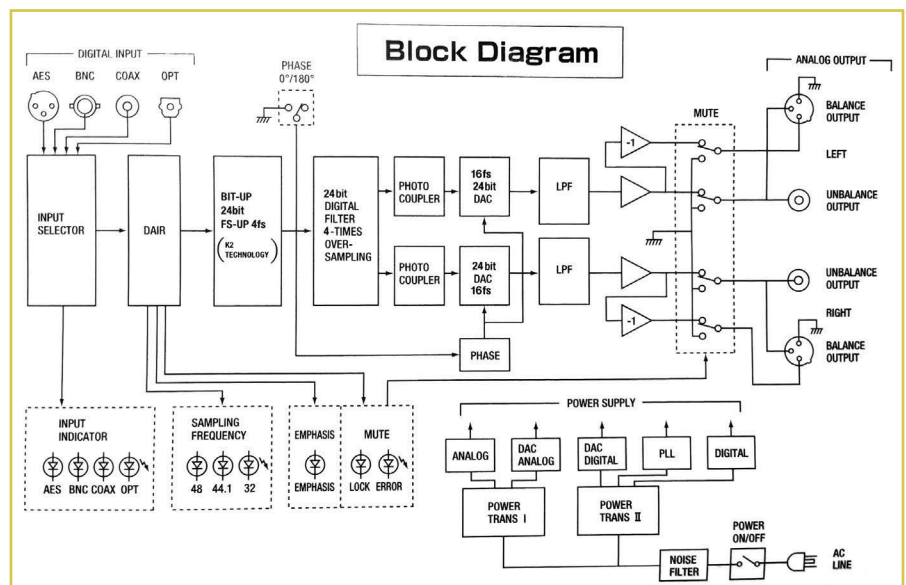 Block Diagram
DIGITAL INPUT
AES BNC COAX OPT
PHASE
0°/180°
ANALOG OUTPUT
BALANCE
OUTPUT
MUTE
LEFT
UNBALANCE
OUTPUT
INPUT
SELECTOR
DAIR
BIT-UP
24bit
FS-UP 4fs
(K2
TECHNOLOGY)
24bit
DIGITAL
FILTER
4-TIMES
OVER-
SAMPLING
PHOTO
COUPLER
16fs
24bit
DAC
LPF
-1
PHOTO
COUPLER
24bit
DAC
16fs
LPF
-1
UNBALANCE
OUTPUT
RIGHT
BALANCE
OUTPUT
PHASE
INPUT
INDICATOR
AES BNC COAX OPT
SAMPLING
FREQUENCY
48 44.1 32
EMPHASIS
EMPHASIS
MUTE
LOCK ERROR
POWER SUPPLY
ANALOG
DAC
ANALOG
DAC
DIGITAL
PLL
DIGITAL
POWER
TRANS I
POWER
TRANS II
NOISE
FILTER
POWER
ON/OFF
AC
LINE